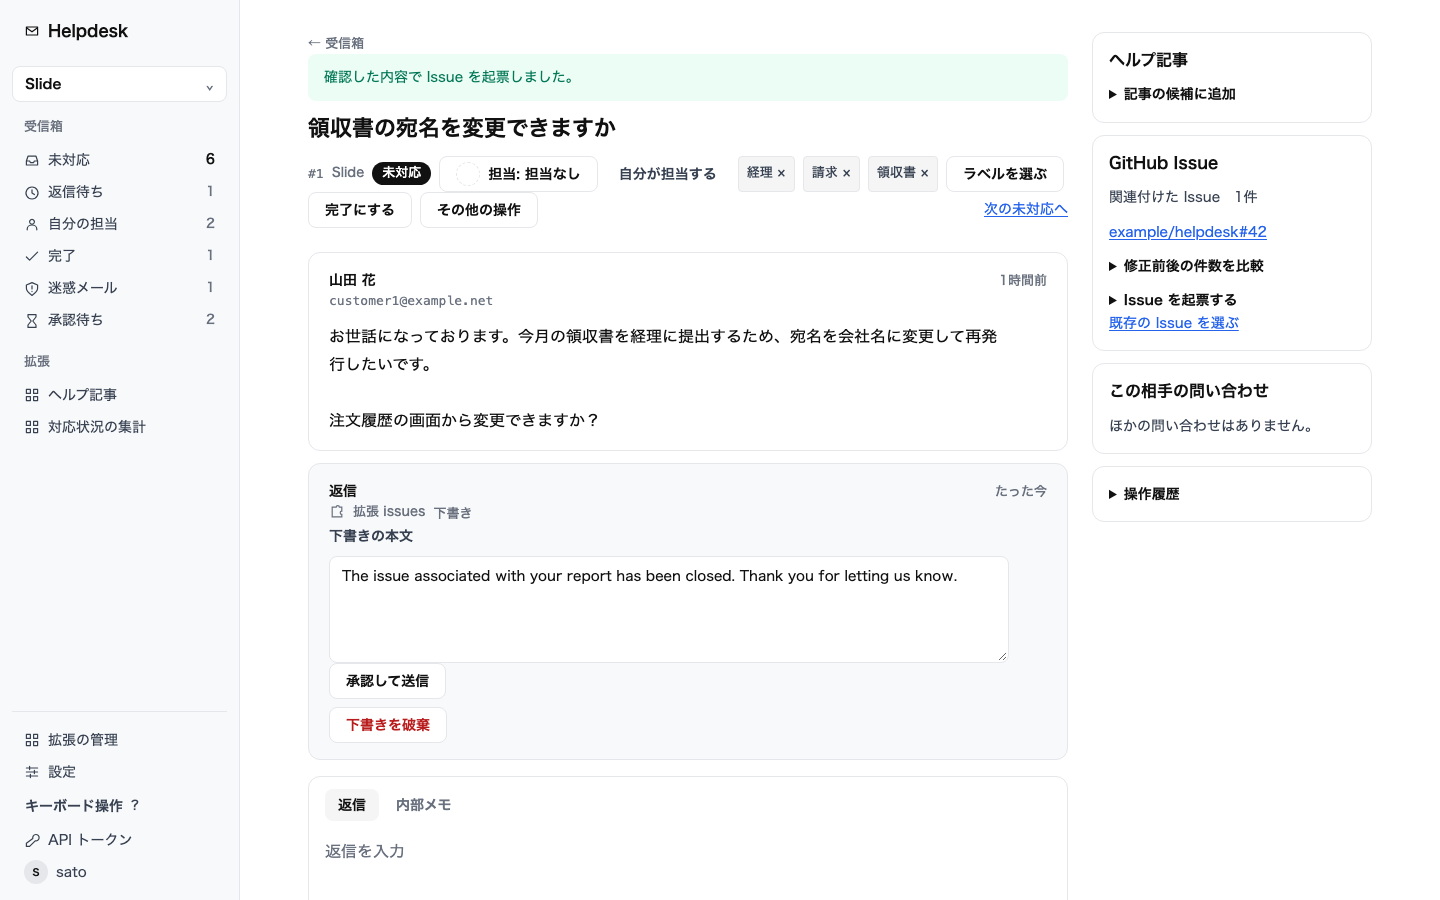 Helpdesk
Slide
受信箱
未対応 6
返信待ち 1
自分の担当 2
完了 1
迷惑メール 1
承認待ち 2
拡張
ヘルプ記事
対応状況の集計
拡張の管理
設定
キーボード操作 ?
API トークン
S sato
← 受信箱
確認した内容で Issue を起票しました。
領収書の宛名を変更できますか
#1 Slide 未対応 担当: 担当なし 自分が担当する 経理 × 請求 × 領収書 × ラベルを選ぶ
完了にする その他の操作 次の未対応へ
山田 花 1時間前
customer1@example.net
お世話になっております。今月の領収書を経理に提出するため、宛名を会社名に変更して再発
行したいです。
注文履歴の画面から変更できますか？
返信 たった今
拡張 issues 下書き
下書きの本文
The issue associated with your report has been closed. Thank you for letting us know.
承認して送信
下書きを破棄
返信 内部メモ
返信を入力
ヘルプ記事
▶ 記事の候補に追加
GitHub Issue
関連付けた Issue 1件
example/helpdesk#42
▶ 修正前後の件数を比較
▶ Issue を起票する
既存の Issue を選ぶ
この相手の問い合わせ
ほかの問い合わせはありません。
▶ 操作履歴